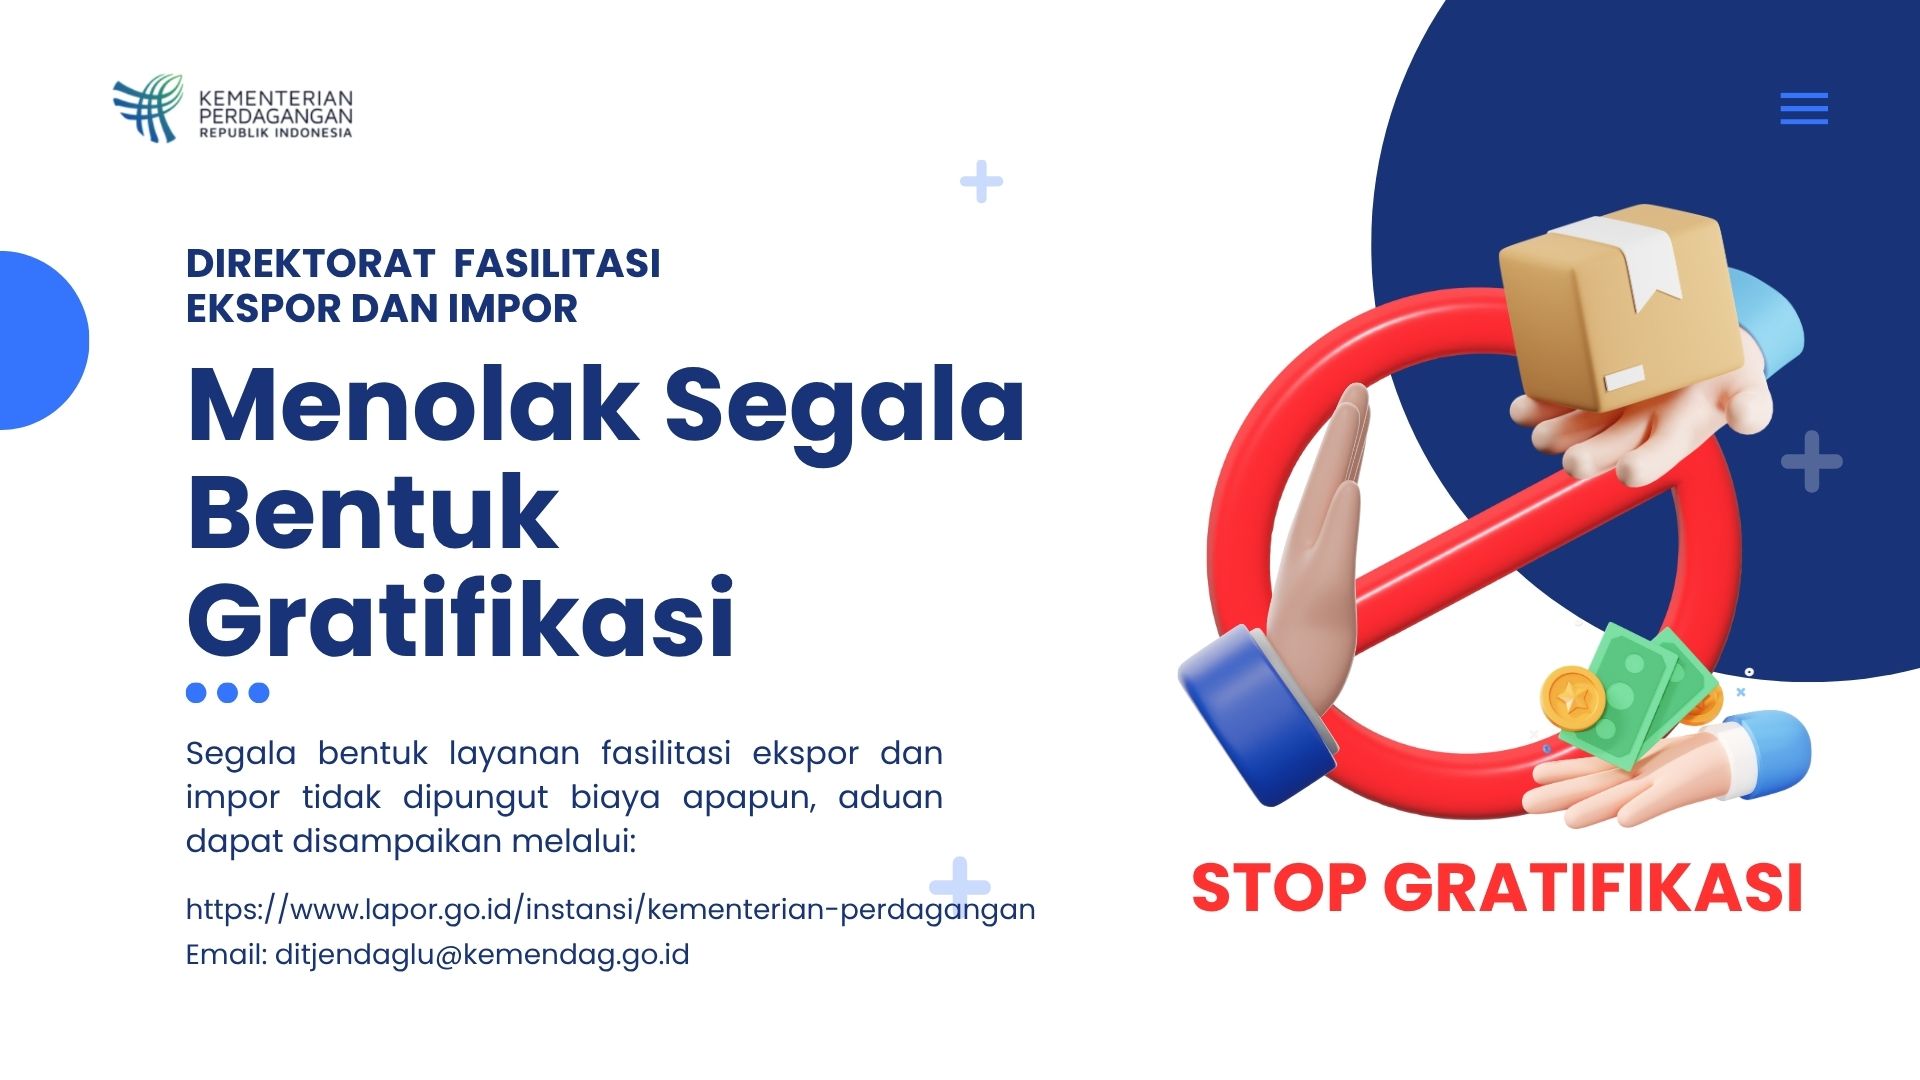 KEMENTERIAN
PERDAGANGAN
REPUBLIK INDONESIA
DIREKTORAT FASILITASI
EKSPOR DAN IMPOR
Menolak Segala
Bentuk
Gratifikasi
Segala bentuk layanan fasilitasi ekspor dan
impor tidak dipungut biaya apapun, aduan
dapat disampaikan melalui:
https://www.lapor.go.id/instansi/kementerian-perdagangan
Email: ditjendaglu@kemendag.go.id
STOP GRATIFIKASI